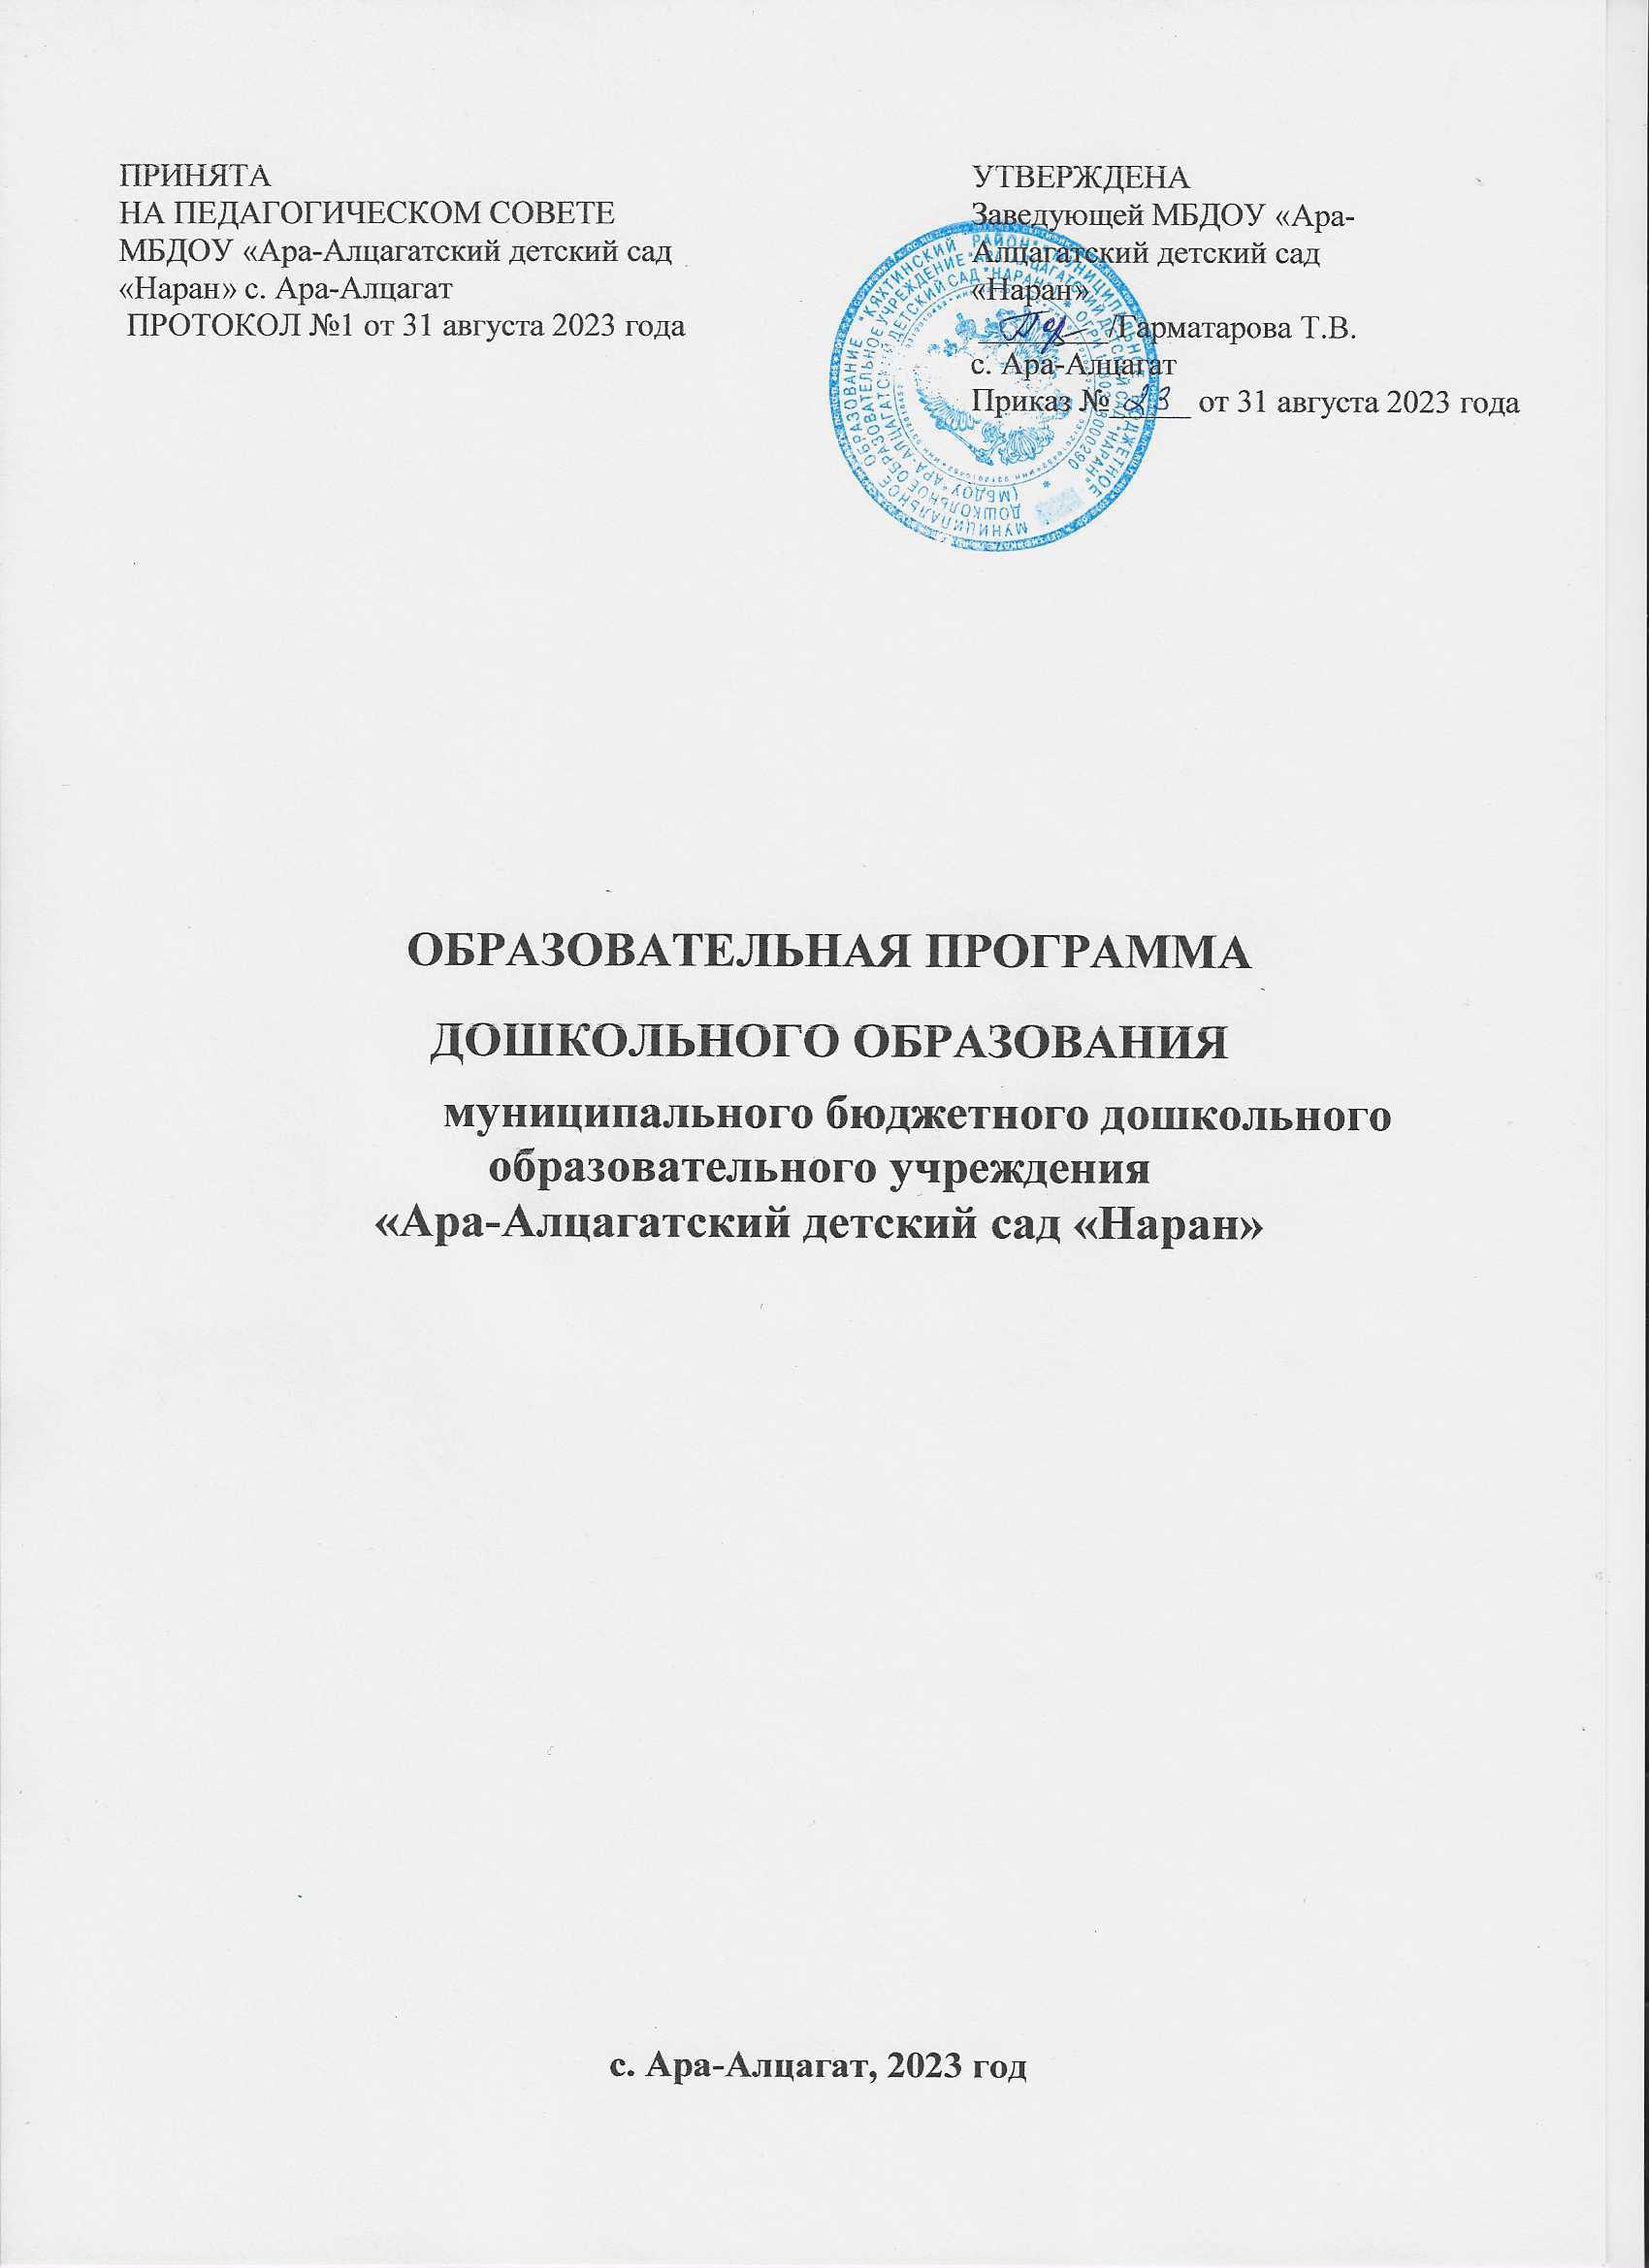 ПРИНЯТА
НА ПЕДАГОГИЧЕСКОМ СОВЕТЕ
МБДОУ «Ара-Алцагатский детский сад
«Наран» с. Ара-Алцагат
ПРОТОКОЛ №1 от 31 августа 2023 года
УТВЕРЖДЕНА
Заведующей МБДОУ «Ара-
Алцагатский детский сад
«Наран»
/Гарматарова Т.В.
с. Ара-Алцагат
Приказ № 23 от 31 августа 2023 года
ОБРАЗОВАТЕЛЬНАЯ ПРОГРАММА
ДОШКОЛЬНОГО ОБРАЗОВАНИЯ
муниципального бюджетного дошкольного
образовательного учреждения
«Ара-Алцагатский детский сад «Наран»
с. Ара-Алцагат, 2023 год